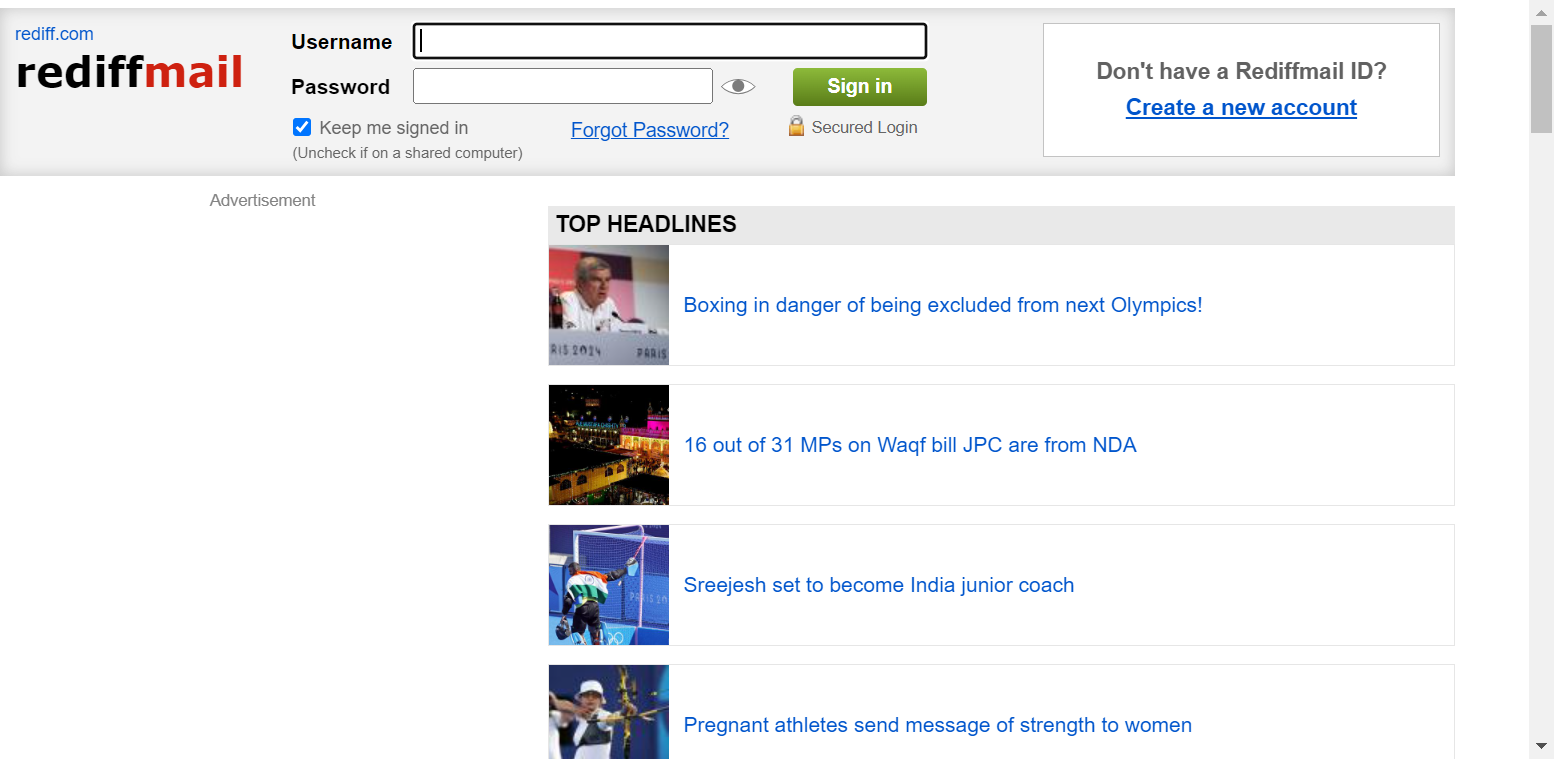 rediff.com
rediffmail
Username
Password
Sign in
Keep me signed in
(Uncheck if on a shared computer)
Forgot Password?
Secured Login
Don't have a Rediffmail ID?
Create a new account
Advertisement
TOP HEADLINES
PARIS 2024 PARIS
Boxing in danger of being excluded from next Olympics!
16 out of 31 MPs on Waqf bill JPC are from NDA
Sreejesh set to become India junior coach
Pregnant athletes send message of strength to women